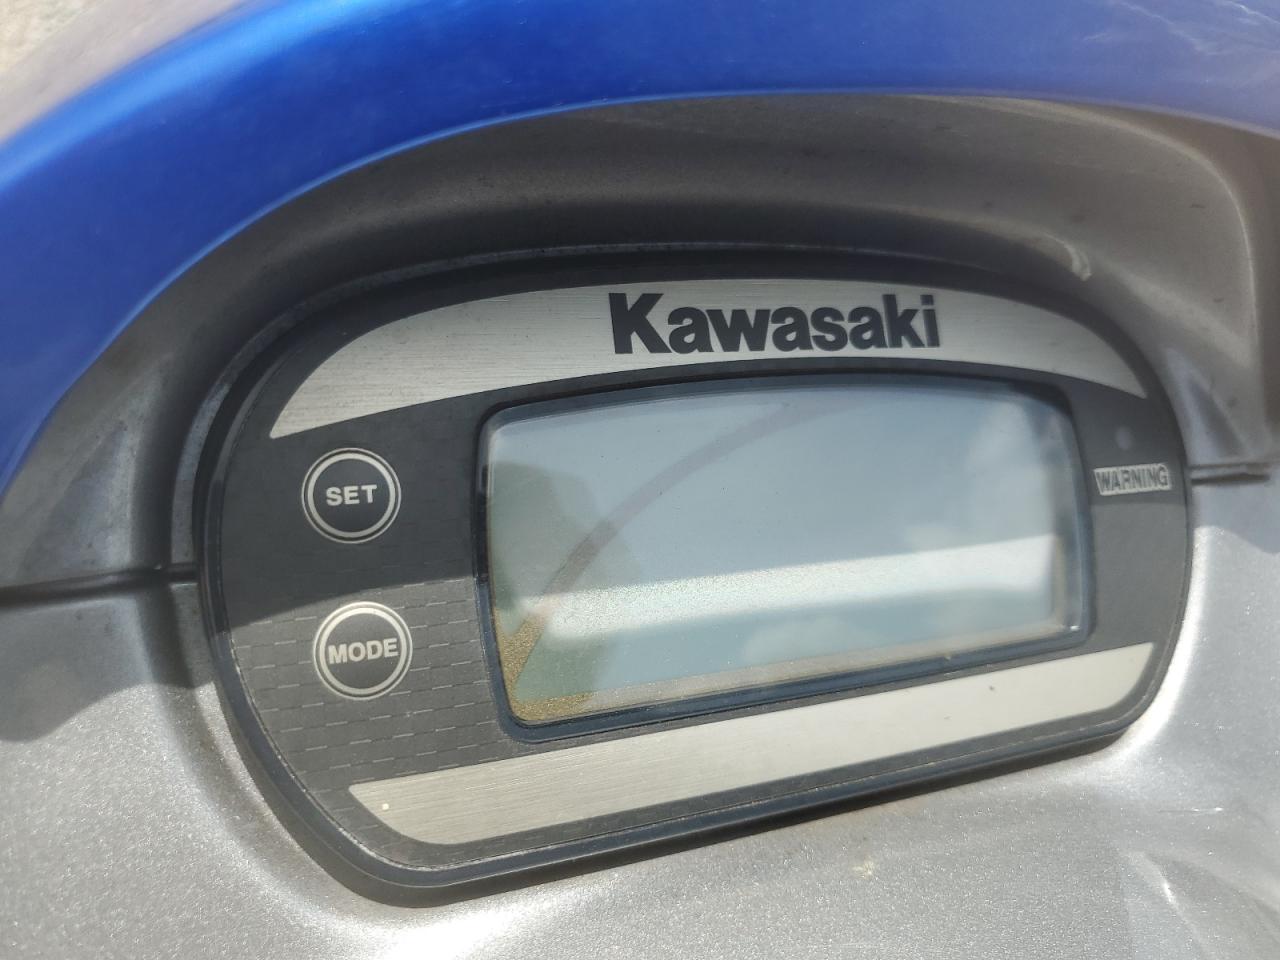 Kawasaki
SET
WARNING
MODE